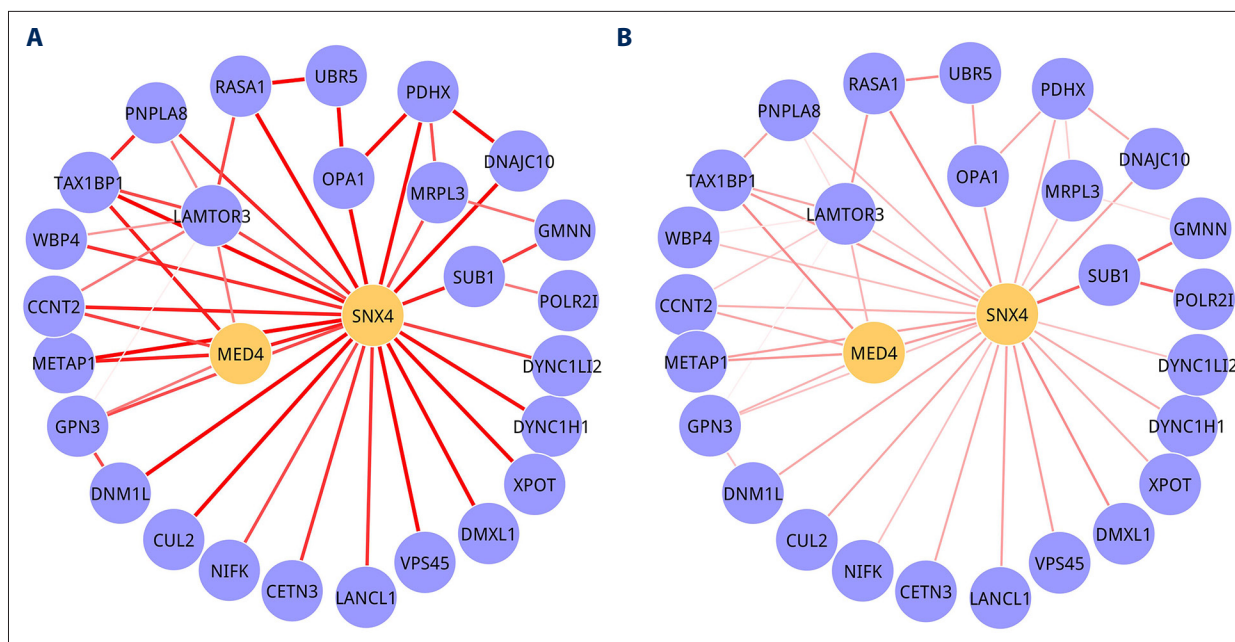 A
UBR5
RASA1
PDHX
PNPLA8
DNAJC10
OPA1
TAX1BP1
MRPL3
LAMTOR3
GMNN
WBP4
SUB1
POLR2I
CCNT2
SNX4
MED4
METAP1
DYNC1LI2
GPN3
DYNC1H1
XPOT
DNM1L
DMXL1
CUL2
VPS45
NIFK
CETN3
LANCL1
B
UBR5
RASA1
PDHX
PNPLA8
DNAJC10
OPA1
TAX1BP1
MRPL3
LAMTOR3
GMNN
WBP4
SUB1
POLR2I
CCNT2
SNX4
MED4
METAP1
DYNC1LI2
GPN3
DYNC1H1
XPOT
DNM1L
DMXL1
CUL2
VPS45
NIFK
CETN3
LANCL1